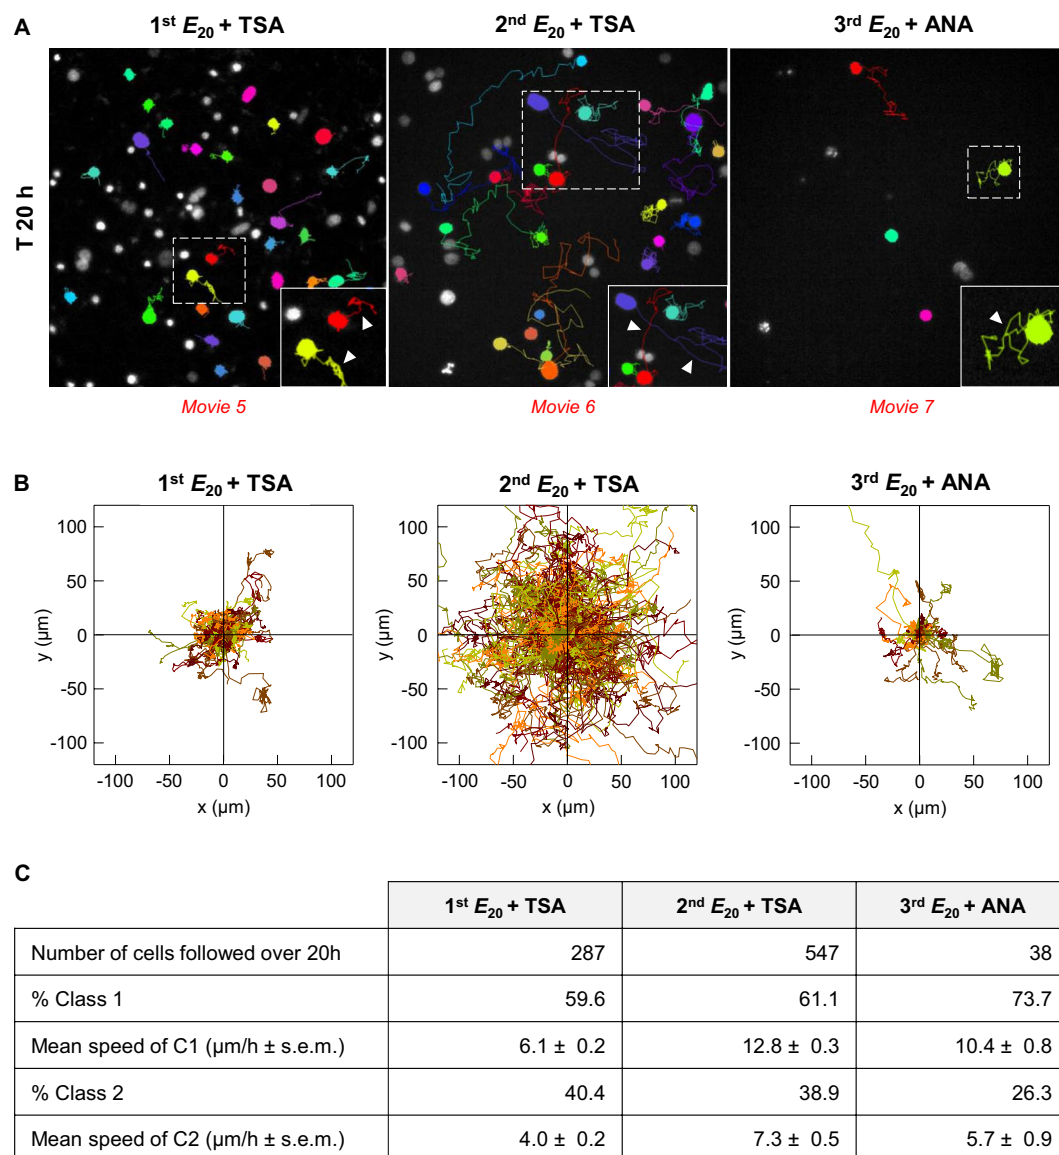 A
1st E20 + TSA
2nd E20 + TSA
3rd E20 + ANA
T 20 h
Movie 5
Movie 6
Movie 7
B
1st E20 + TSA
2nd E20 + TSA
3rd E20 + ANA
100
50
0
-50
-100
y (µm)
-100 -50 0 50 100
x (µm)
100
50
0
-50
-100
y (µm)
-100 -50 0 50 100
x (µm)
100
50
0
-50
-100
y (µm)
-100 -50 0 50 100
x (µm)
C
1st E20 + TSA 2nd E20 + TSA 3rd E20 + ANA
Number of cells followed over 20h 287 547 38
% Class 1 59.6 61.1 73.7
Mean speed of C1 (µm/h ± s.e.m.) 6.1 ± 0.2 12.8 ± 0.3 10.4 ± 0.8
% Class 2 40.4 38.9 26.3
Mean speed of C2 (µm/h ± s.e.m.) 4.0 ± 0.2 7.3 ± 0.5 5.7 ± 0.9